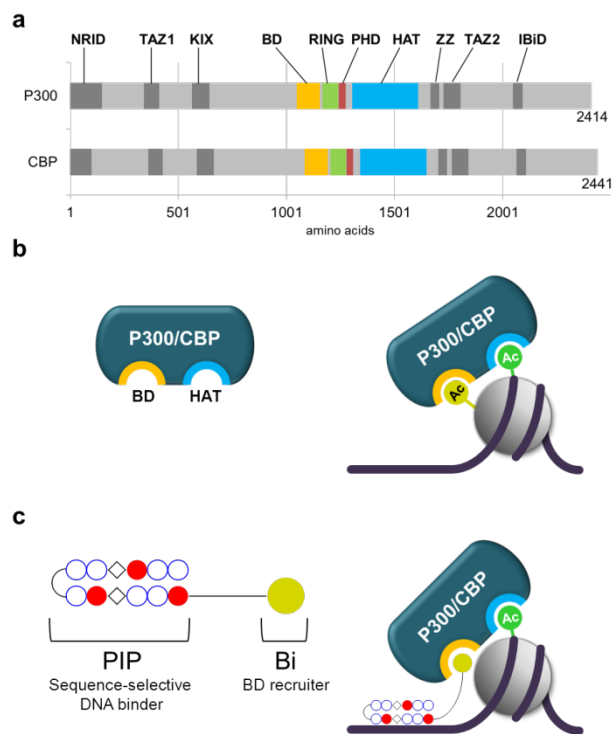 a
NRID TAZ1 KIX BD RING PHD HAT ZZ TAZ2 IBiD
P300
2414
CBP
2441
1 501 1001 1501 2001
amino acids
b
P300/CBP
BD HAT
P300/CBP
Ac
Ac
c
PIP
Sequence-selective
DNA binder
Bi
BD recruiter
P300/CBP
Ac